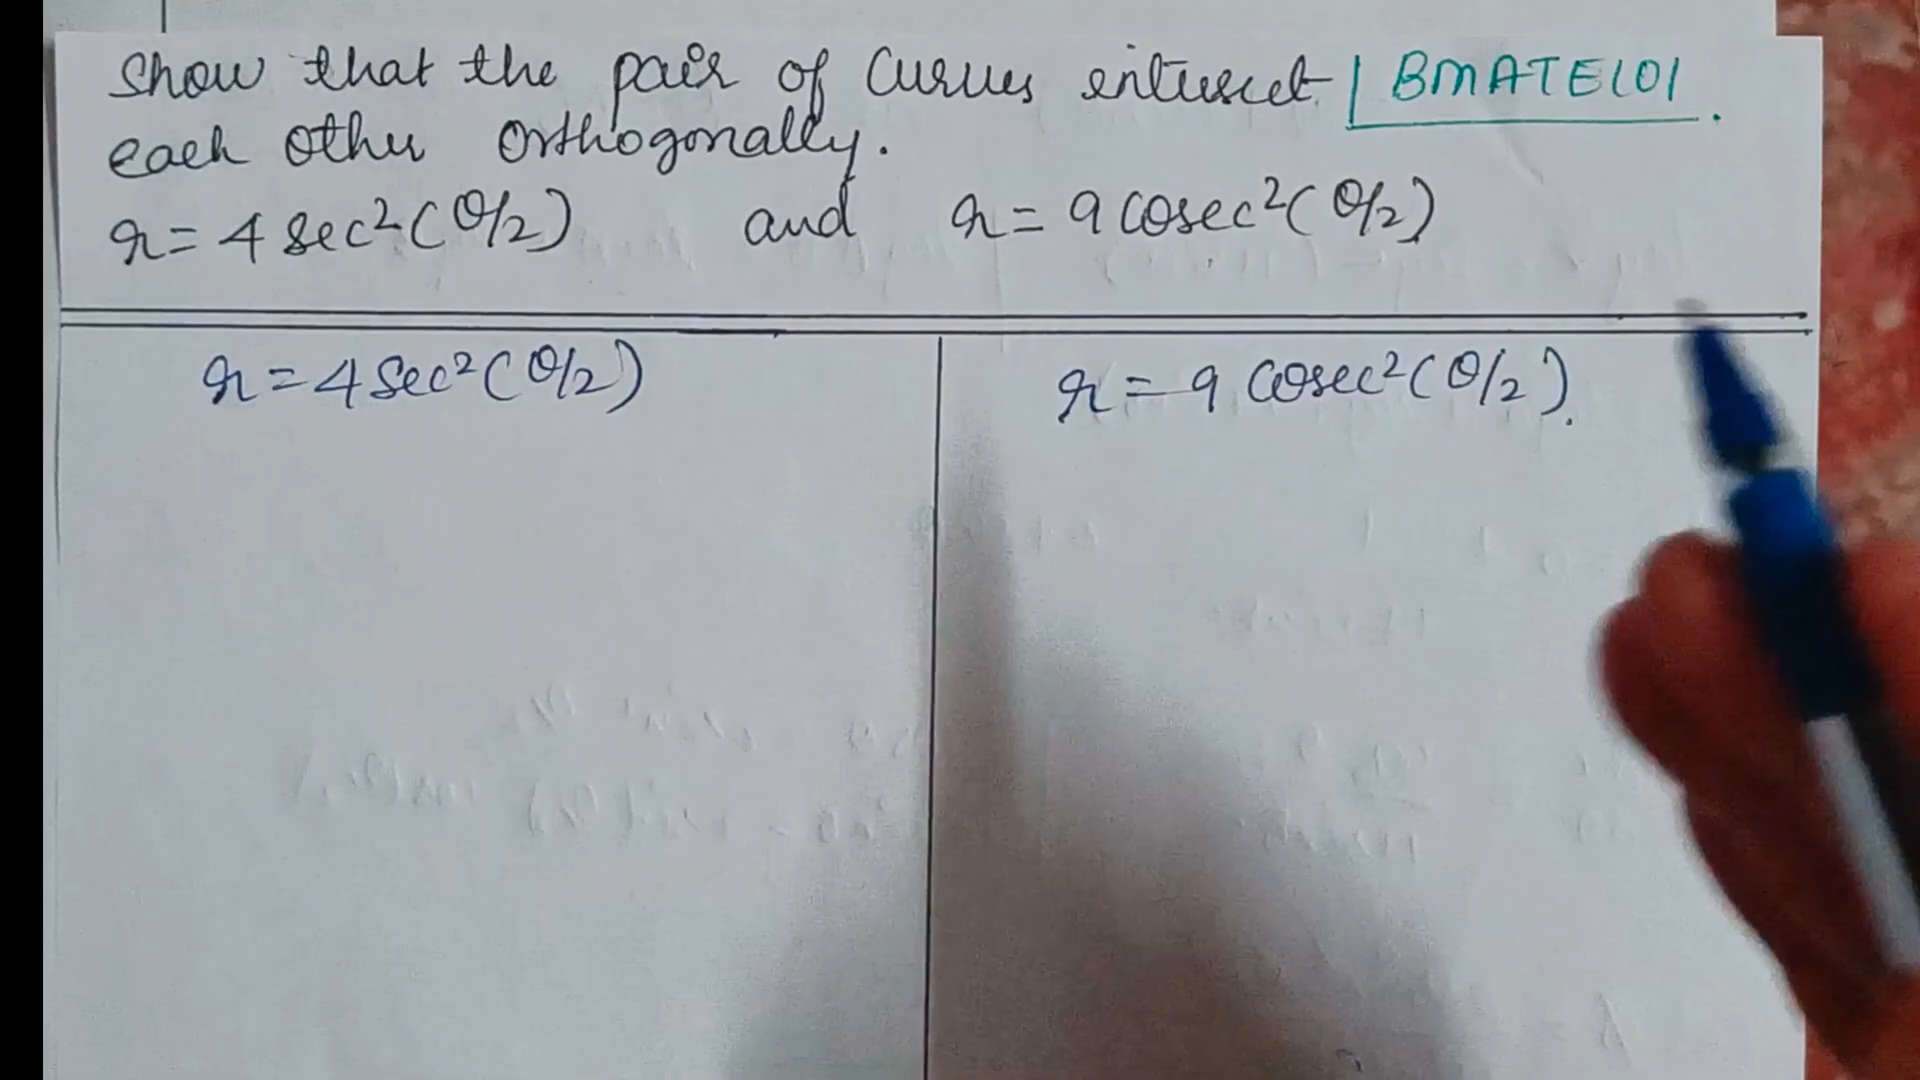 Show that the pair of Curves intersect BMATE101.
each other Orthogonally.
r = 4 sec²(θ/2) and r = 9 cosec²(θ/2)
r = 4 Sec²(θ/2)
r = 9 Cosec²(θ/2).